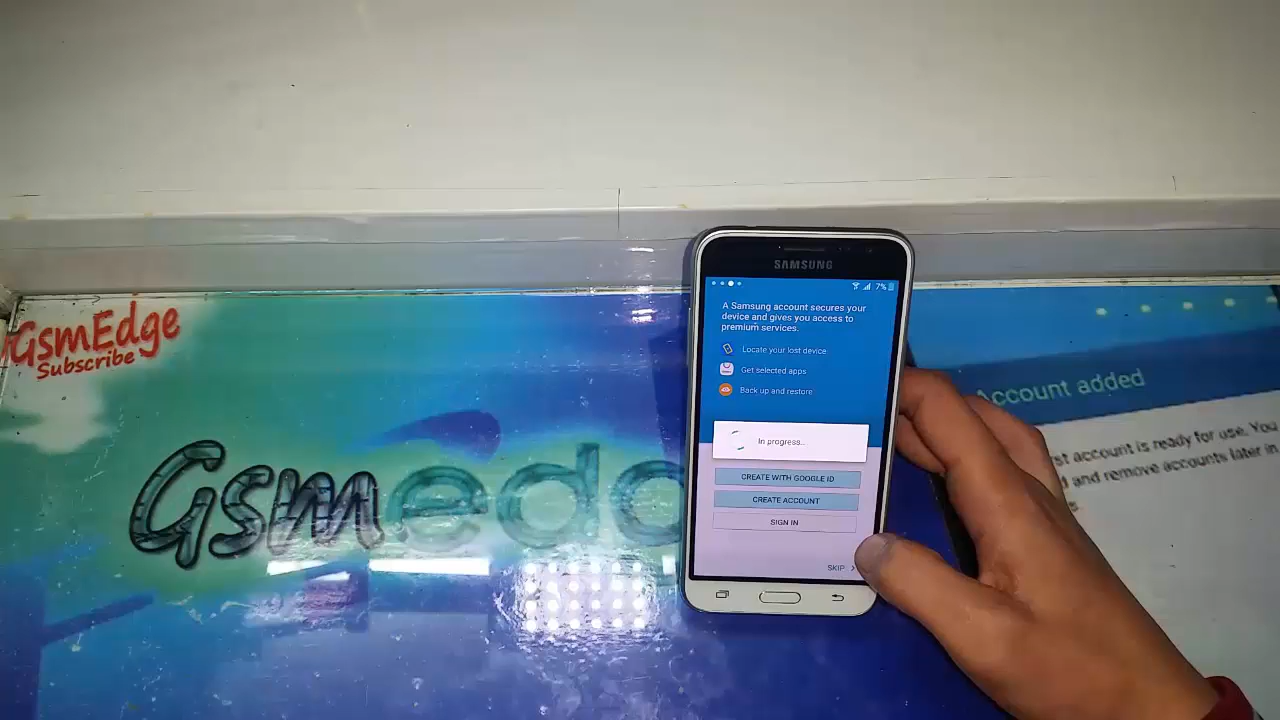 GsmEdge
Subscribe
Gsmedg
SAMSUNG
7%
A Samsung account secures your
device and gives you access to
premium services.
Locate your lost device
Get selected apps
Back up and restore
In progress...
CREATE WITH GOOGLE ID
CREATE ACCOUNT
SIGN IN
SKIP >
Account added
account is ready for use. You
and remove accounts later in